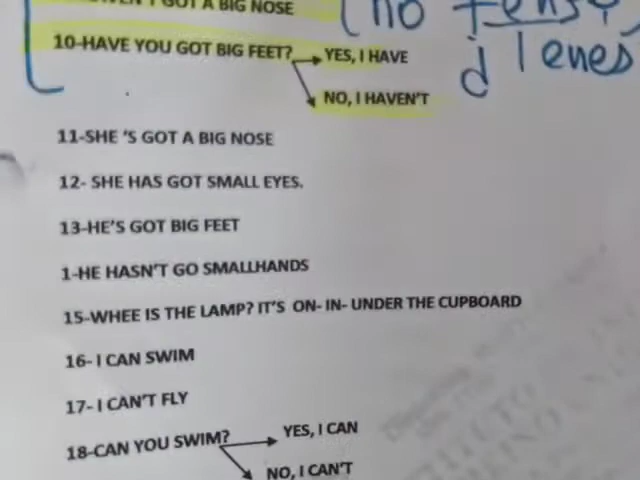 GOT A BIG NOSE
(no tens
10-HAVE YOU GOT BIG FEET? YES, I HAVE
NO, I HAVEN'T
¿ tenes
11-SHE 'S GOT A BIG NOSE
12- SHE HAS GOT SMALL EYES.
13-HE'S GOT BIG FEET
1-HE HASN'T GO SMALLHANDS
15-WHEE IS THE LAMP? IT'S ON- IN- UNDER THE CUPBOARD
16- I CAN SWIM
17- I CAN'T FLY
18-CAN YOU SWIM? YES, I CAN
NO, I CAN'T